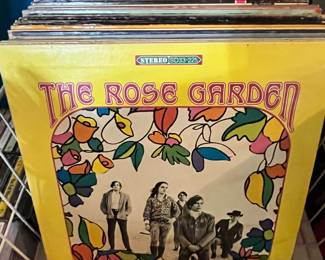 STEREO SD33-225
THE ROSE GARDEN